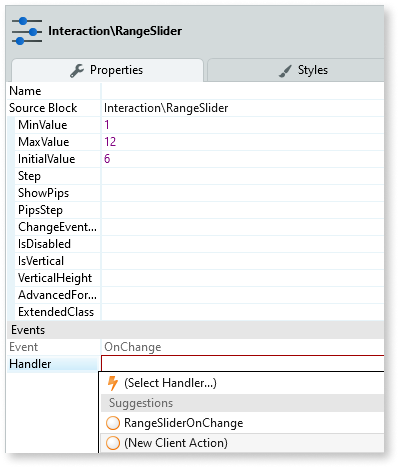 Interaction\RangeSlider
Properties
Styles
Name
Source Block Interaction\RangeSlider
MinValue 1
MaxValue 12
InitialValue 6
Step
ShowPips
PipsStep
ChangeEvent...
IsDisabled
IsVertical
VerticalHeight
AdvancedFor...
ExtendedClass
Events
Event OnChange
Handler
(Select Handler...)
Suggestions
RangeSliderOnChange
(New Client Action)